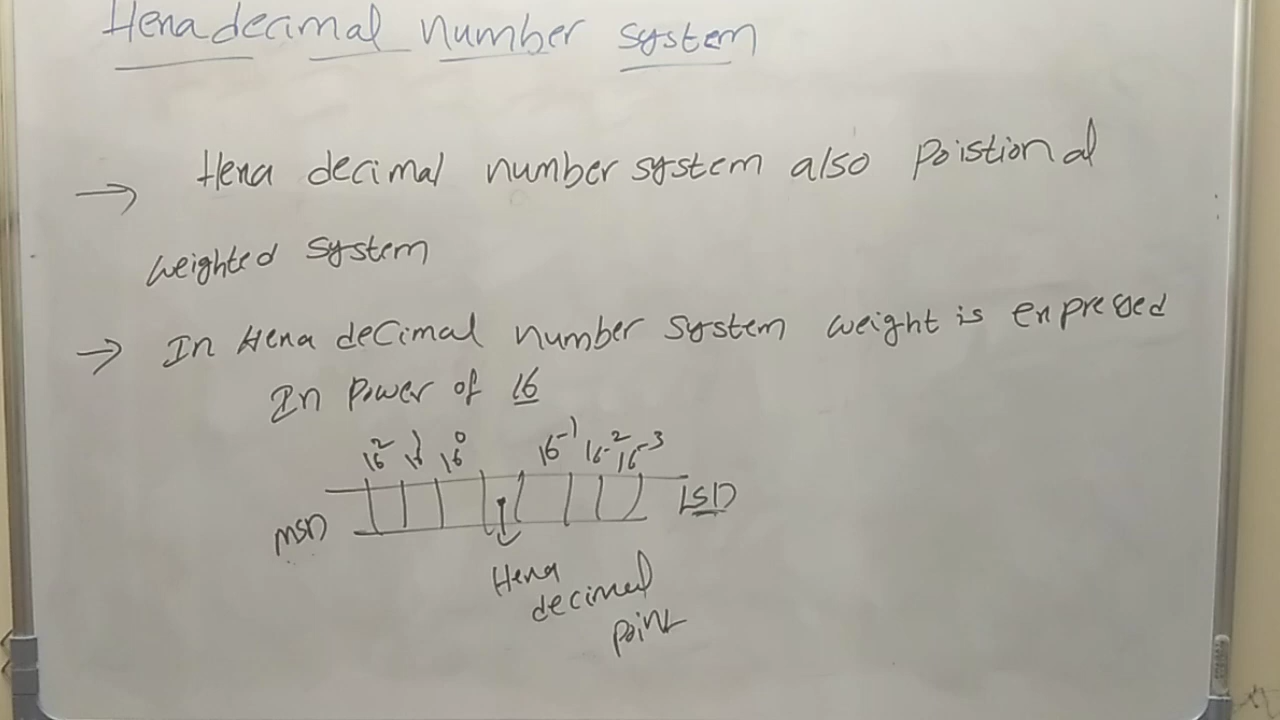 Hexadecimal number system
→ Hexa decimal number system also Poistional
weighted system
→ In Hexa decimal number system weight is expressed
In Power of 16
16² 16¹ 16⁰ 16⁻¹ 16⁻² 16⁻³
MSD LSD
Hexa
decimal
point